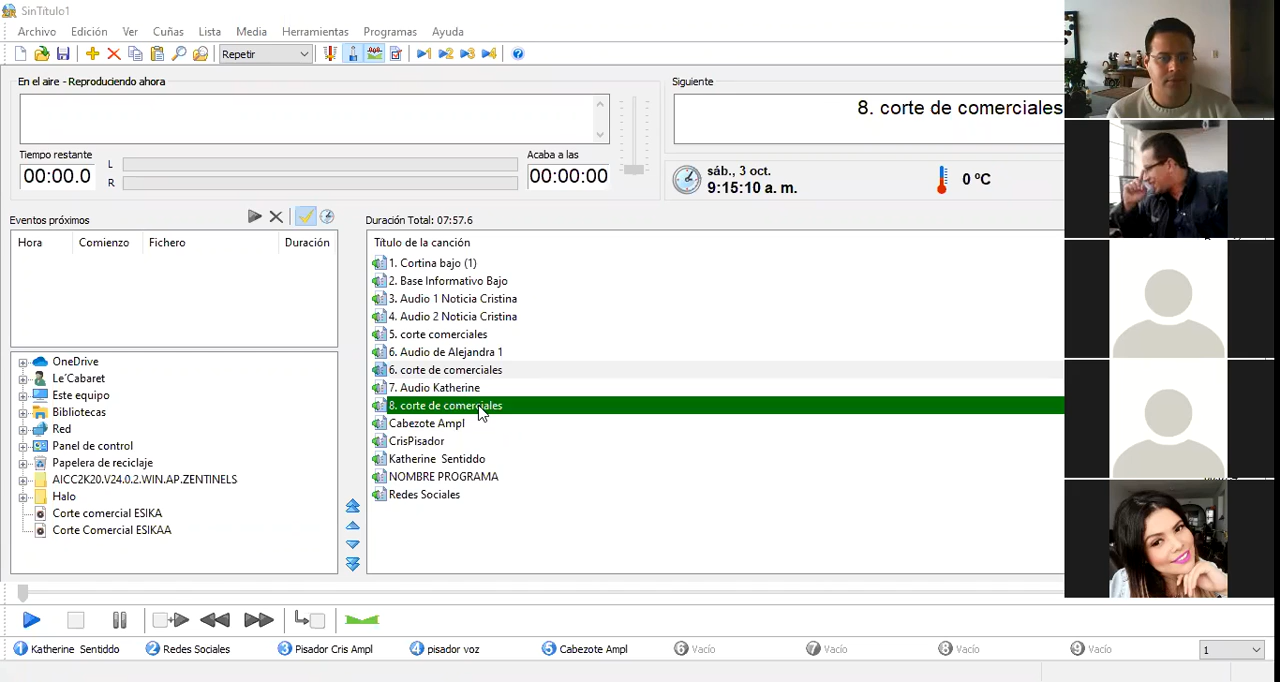 SinTítulo1
Archivo Edición Ver Cuñas Lista Media Herramientas Programas Ayuda
Repetir 1 2 3 4
En el aire - Reproduciendo ahora
Siguiente
8. corte de comerciales
Tiempo restante
L
R
Acaba a las
00:00.0
00:00:00
sáb., 3 oct.
9:15:10 a. m.
0 ºC
Eventos próximos
Hora Comienzo Fichero Duración
OneDrive
Le´Cabaret
Este equipo
Bibliotecas
Red
Panel de control
Papelera de reciclaje
AICC2K20.V24.0.2.WIN.AP.ZENTINELS
Halo
Corte comercial ESIKA
Corte Comercial ESIKAA
Duración Total: 07:57.6
Título de la canción
1. Cortina bajo (1)
2. Base Informativo Bajo
3. Audio 1 Noticia Cristina
4. Audio 2 Noticia Cristina
5. corte comerciales
6. Audio de Alejandra 1
6. corte de comerciales
7. Audio Katherine
8. corte de comerciales
Cabezote Ampl
CrisPisador
Katherine Sentiddo
NOMBRE PROGRAMA
Redes Sociales
1 Katherine Sentiddo 2 Redes Sociales 3 Pisador Cris Ampl 4 pisador voz 5 Cabezote Ampl 6 Vacío 7 Vacío 8 Vacío 9 Vacío 1